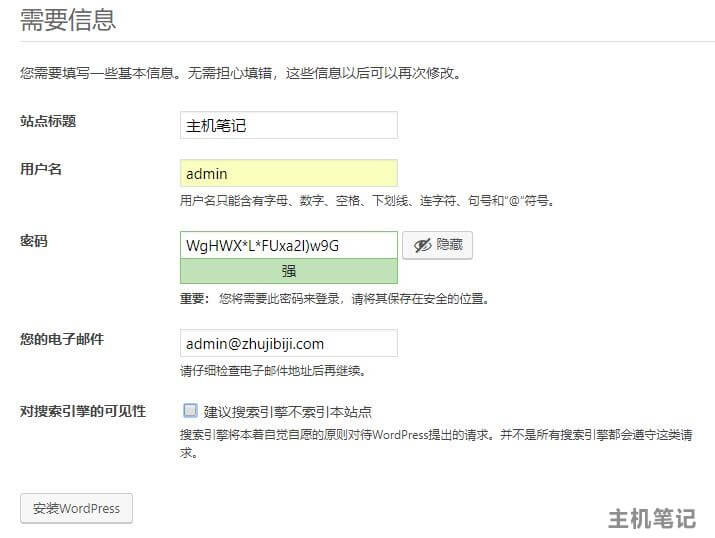 需要信息
您需要填写一些基本信息。无需担心填错，这些信息以后可以再次修改。
站点标题
主机笔记
用户名
admin
用户名只能含有字母、数字、空格、下划线、连字符、句号和“@”符号。
密码
WgHWX*L*FUxa2I)w9G
隐藏
强
重要： 您将需要此密码来登录，请将其保存在安全的位置。
您的电子邮件
admin@zhujibiji.com
请仔细检查电子邮件地址后再继续。
对搜索引擎的可见性
建议搜索引擎不索引本站点
搜索引擎将本着自觉自愿的原则对待WordPress提出的请求。并不是所有搜索引擎都会遵守这类请
求。
安装WordPress
主机笔记